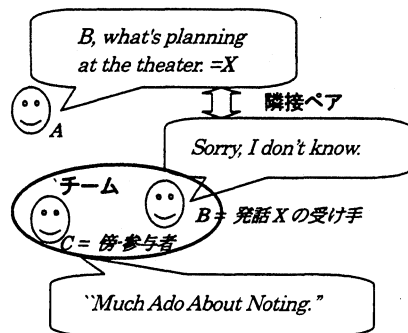 B, what's planning
at the theater. =X
隣接ペア
A
Sorry, I don't know.
`チーム
B = 発話 X の受け手
C = 傍参与者
``Much Ado About Noting.”